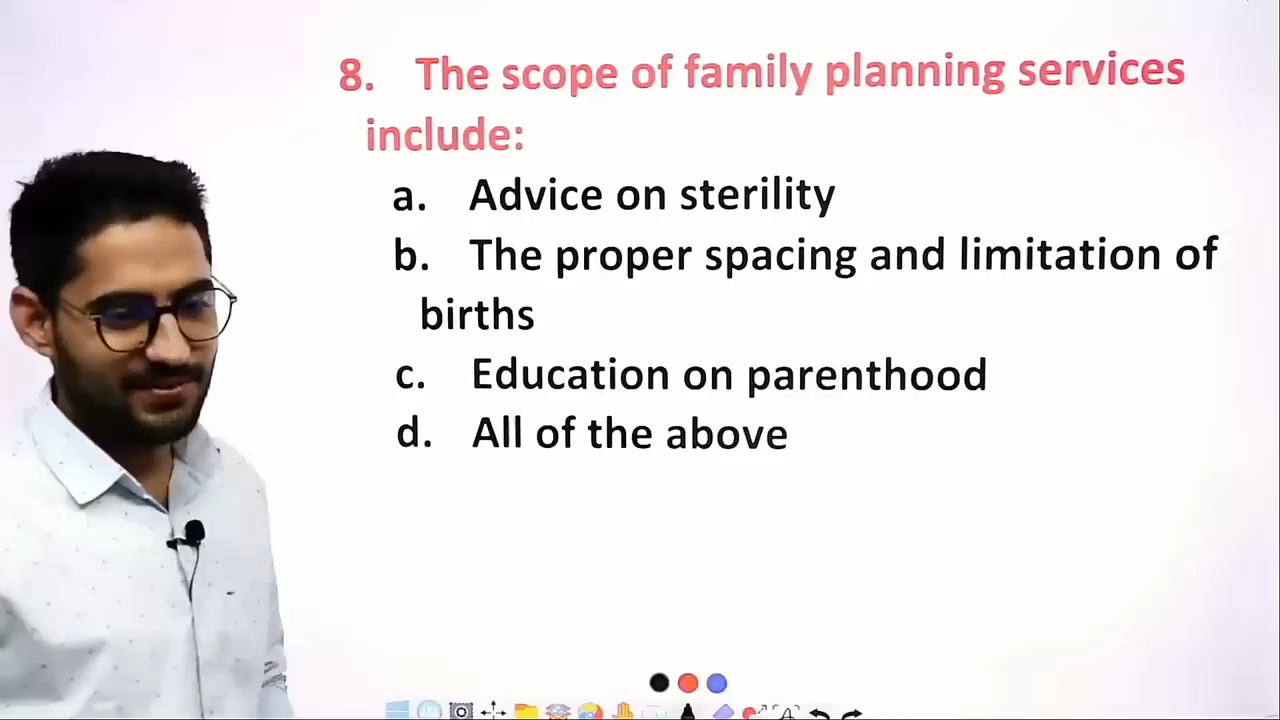 8. The scope of family planning services
include:
a. Advice on sterility
b. The proper spacing and limitation of
births
c. Education on parenthood
d. All of the above